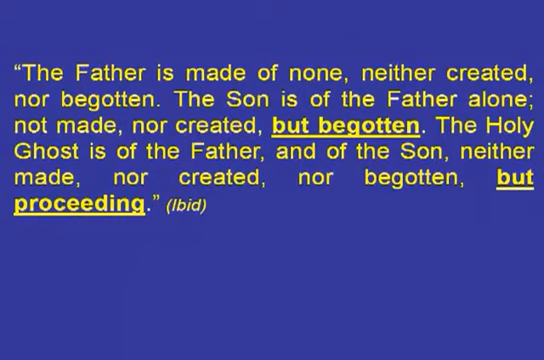 “The Father is made of none, neither created,
nor begotten. The Son is of the Father alone;
not made, nor created, but begotten. The Holy
Ghost is of the Father, and of the Son, neither
made, nor created, nor begotten, but
proceeding.” (Ibid)